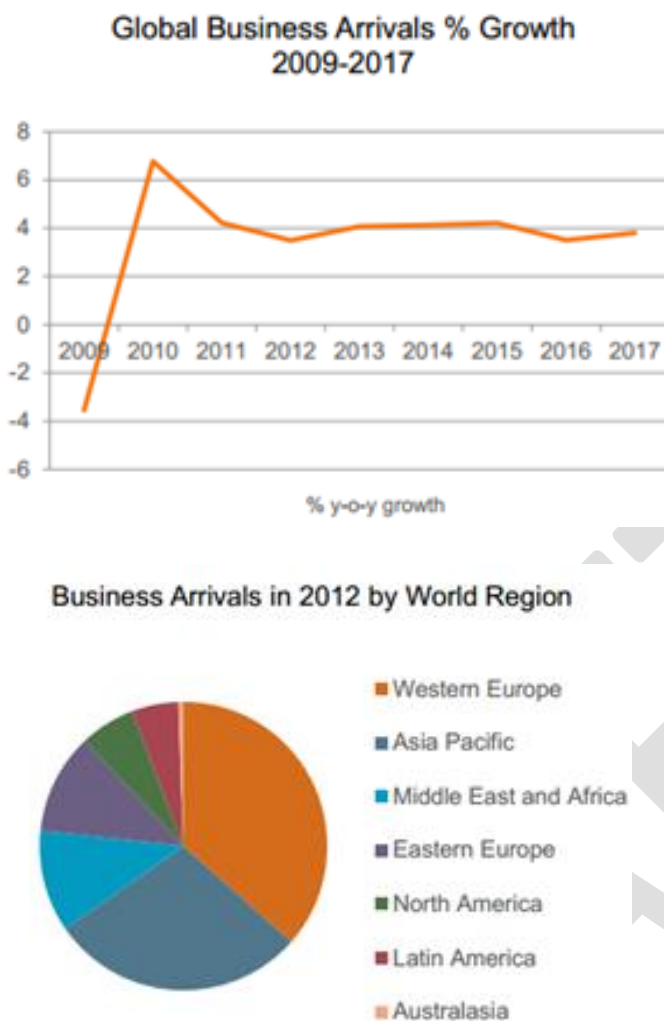 Global Business Arrivals % Growth
2009-2017
8
6
4
2
0
2009 2010 2011 2012 2013 2014 2015 2016 2017
-2
-4
-6
% y-o-y growth
Business Arrivals in 2012 by World Region
Western Europe
Asia Pacific
Middle East and Africa
Eastern Europe
North America
Latin America
Australasia